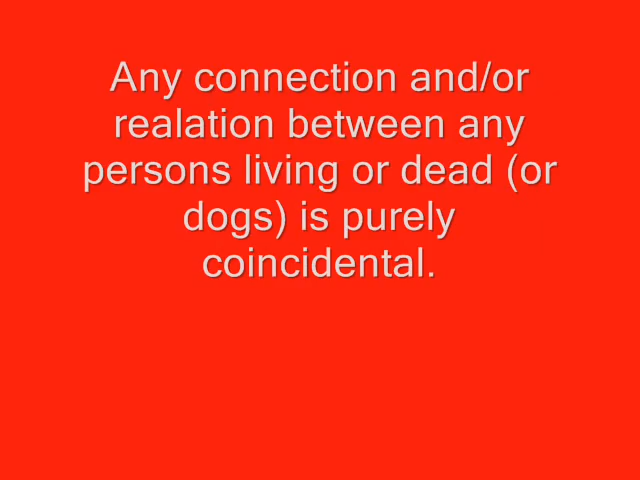 Any connection and/or
realation between any
persons living or dead (or
dogs) is purely
coincidental.